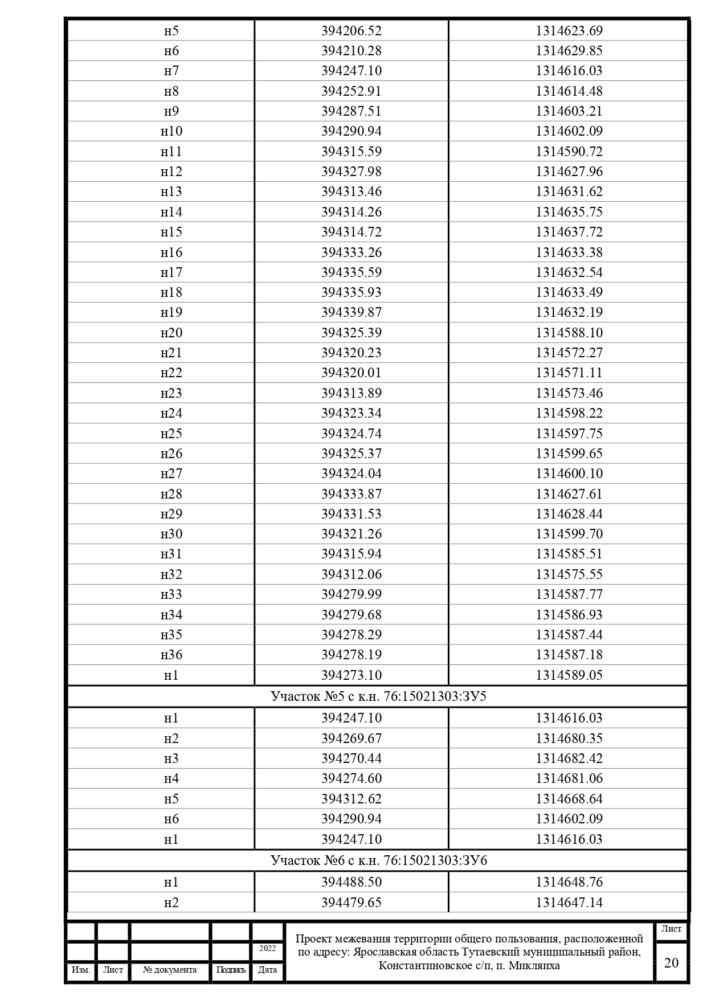 н5 394206.52 1314623.69
н6 394210.28 1314629.85
н7 394247.10 1314616.03
н8 394252.91 1314614.48
н9 394287.51 1314603.21
н10 394290.94 1314602.09
н11 394315.59 1314590.72
н12 394327.98 1314627.96
н13 394313.46 1314631.62
н14 394314.26 1314635.75
н15 394314.72 1314637.72
н16 394333.26 1314633.38
н17 394335.59 1314632.54
н18 394335.93 1314633.49
н19 394339.87 1314632.19
н20 394325.39 1314588.10
н21 394320.23 1314572.27
н22 394320.01 1314571.11
н23 394313.89 1314573.46
н24 394323.34 1314598.22
н25 394324.74 1314597.75
н26 394325.37 1314599.65
н27 394324.04 1314600.10
н28 394333.87 1314627.61
н29 394331.53 1314628.44
н30 394321.26 1314599.70
н31 394315.94 1314585.51
н32 394312.06 1314575.55
н33 394279.99 1314587.77
н34 394279.68 1314586.93
н35 394278.29 1314587.44
н36 394278.19 1314587.18
н1 394273.10 1314589.05
Участок №5 с к.н. 76:15021303:ЗУ5
н1 394247.10 1314616.03
н2 394269.67 1314680.35
н3 394270.44 1314682.42
н4 394274.60 1314681.06
н5 394312.62 1314668.64
н6 394290.94 1314602.09
н1 394247.10 1314616.03
Участок №6 с к.н. 76:15021303:ЗУ6
н1 394488.50 1314648.76
н2 394479.65 1314647.14
2022
Изм. Лист № документа Подпись Дата
Проект межевания территории общего пользования, расположенной
по адресу: Ярославская область Тутаевский муниципальный район,
Константиновское с/п, п. Микляиха
Лист
20